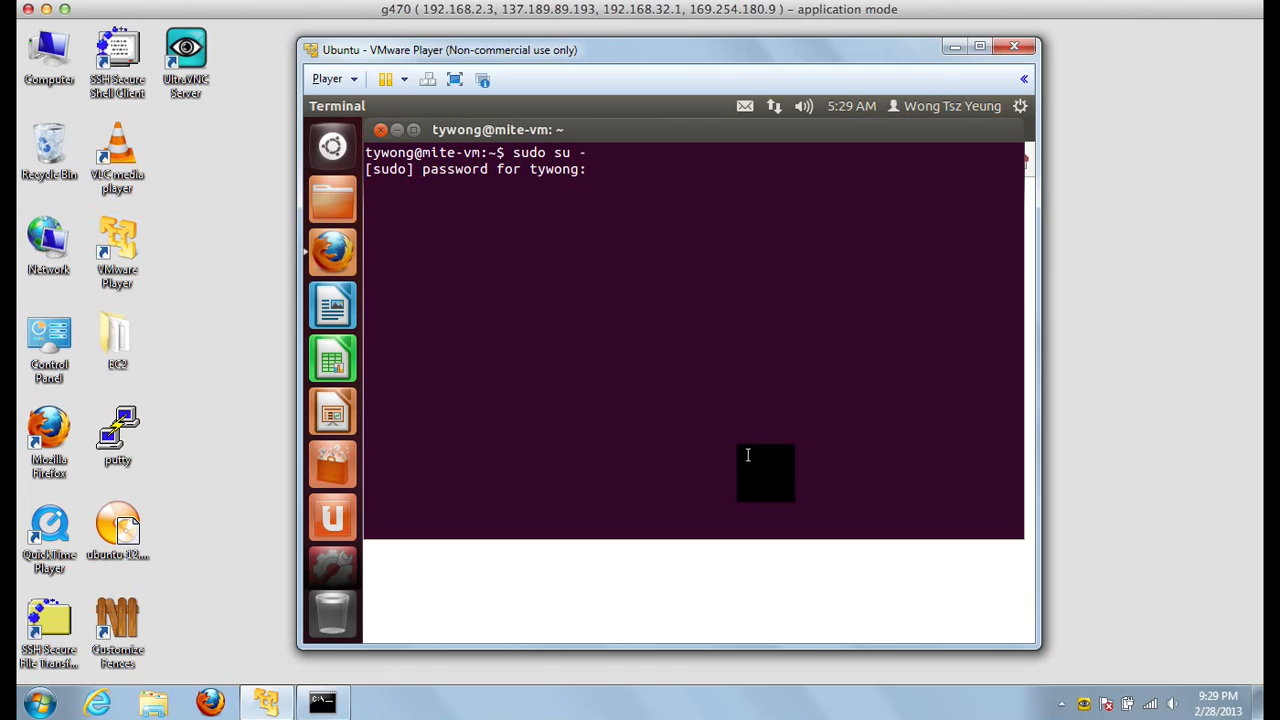 g470 ( 192.168.2.3, 137.189.89.193, 192.168.32.1, 169.254.180.9 ) – application mode
Computer
SSH Secure
Shell Client
UltraVNC
Server
Recycle Bin
VLC media
player
Network
VMware
Player
Control
Panel
EC2
Mozilla
Firefox
putty
QuickTime
Player
ubuntu-12....
SSH Secure
File Transf...
Customize
Fences
Ubuntu - VMware Player (Non-commercial use only)
Player
«
Terminal
5:29 AM
Wong Tsz Yeung
tywong@mite-vm: ~
tywong@mite-vm:~$ sudo su -
[sudo] password for tywong:
C:\_
9:29 PM
2/28/2013